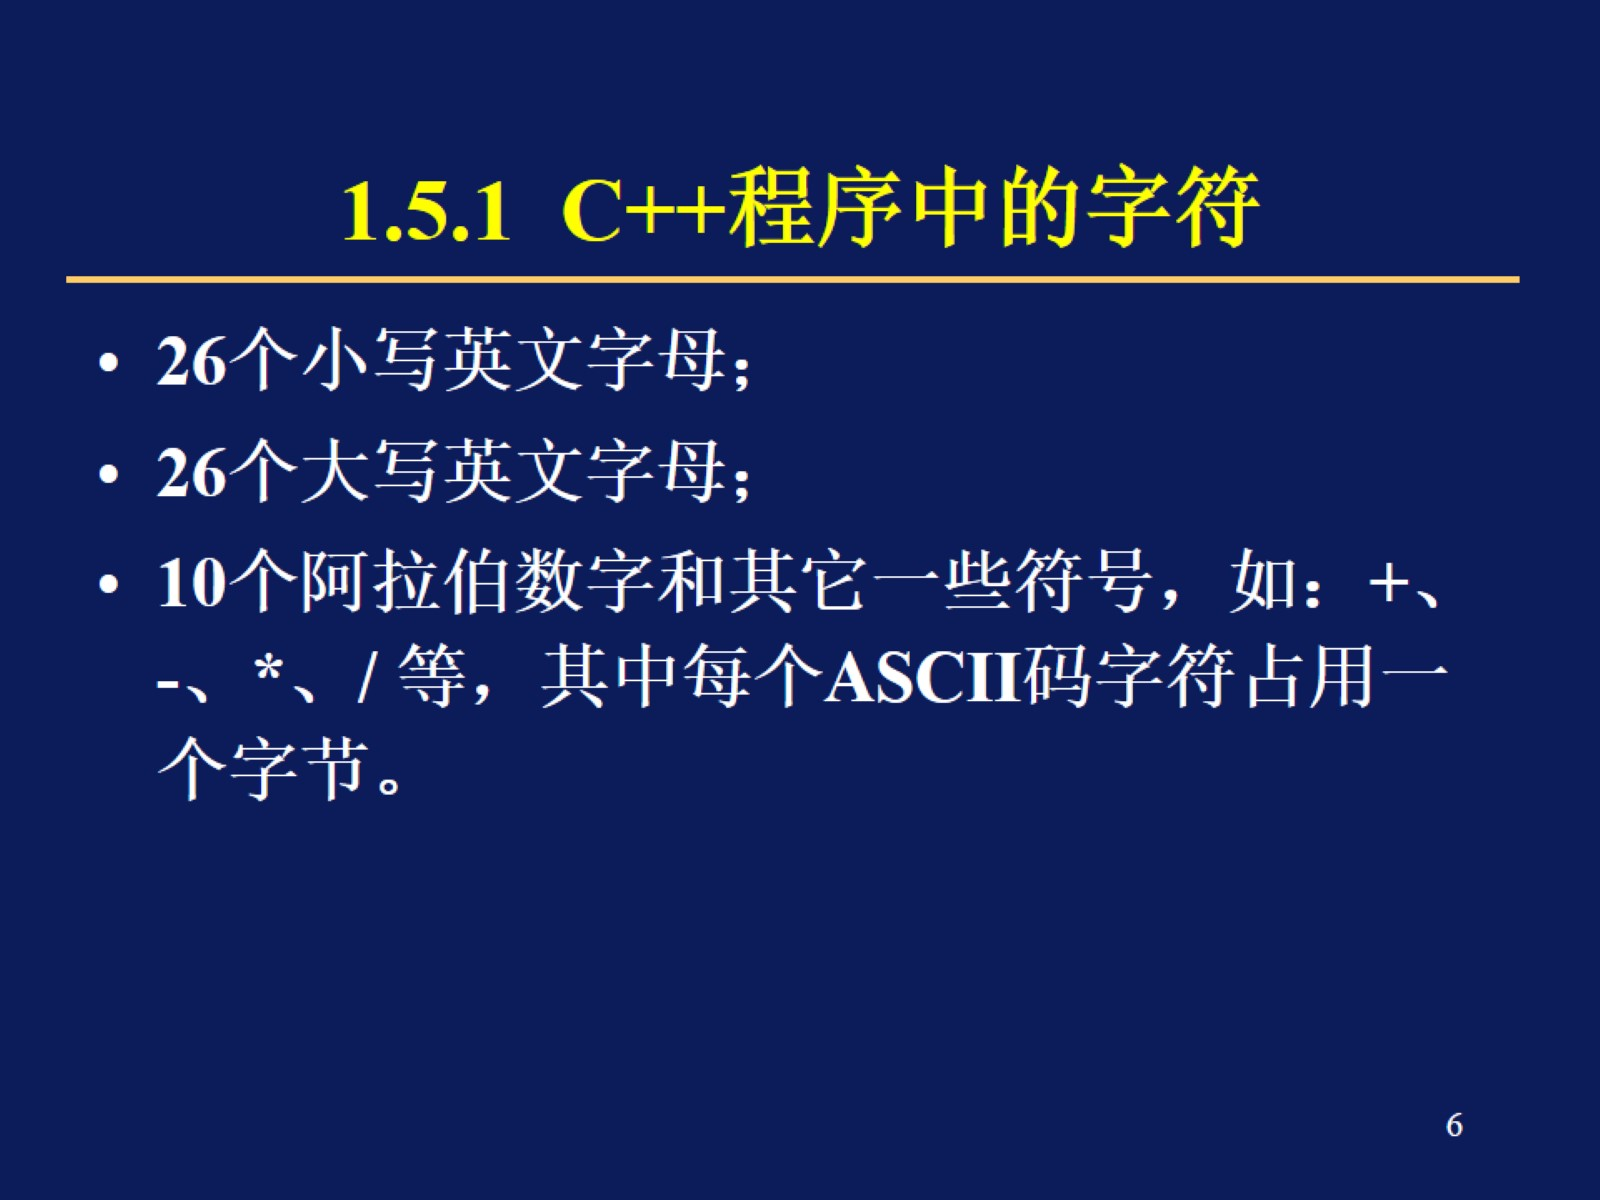 1.5.1 C++程序中的字符
• 26个小写英文字母；
• 26个大写英文字母；
• 10个阿拉伯数字和其它一些符号，如：+、
-、*、/ 等，其中每个ASCII码字符占用一
个字节。
6